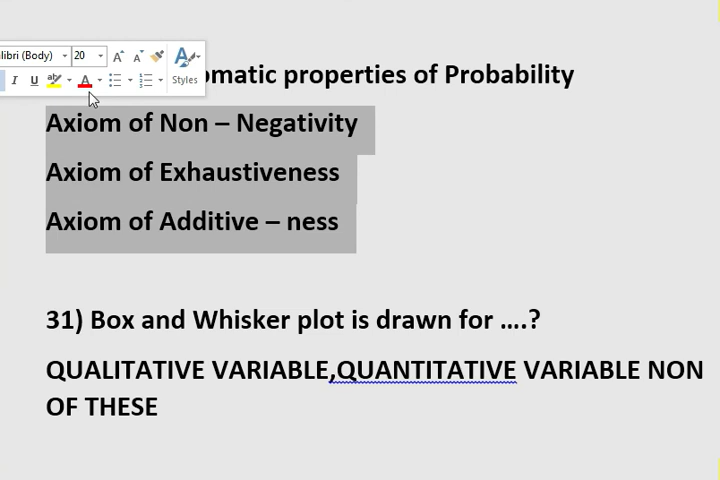 libri (Body) 20
I U ab A Styles
omatic properties of Probability
Axiom of Non – Negativity
Axiom of Exhaustiveness
Axiom of Additive – ness
31) Box and Whisker plot is drawn for ….?
QUALITATIVE VARIABLE,QUANTITATIVE VARIABLE NON
OF THESE